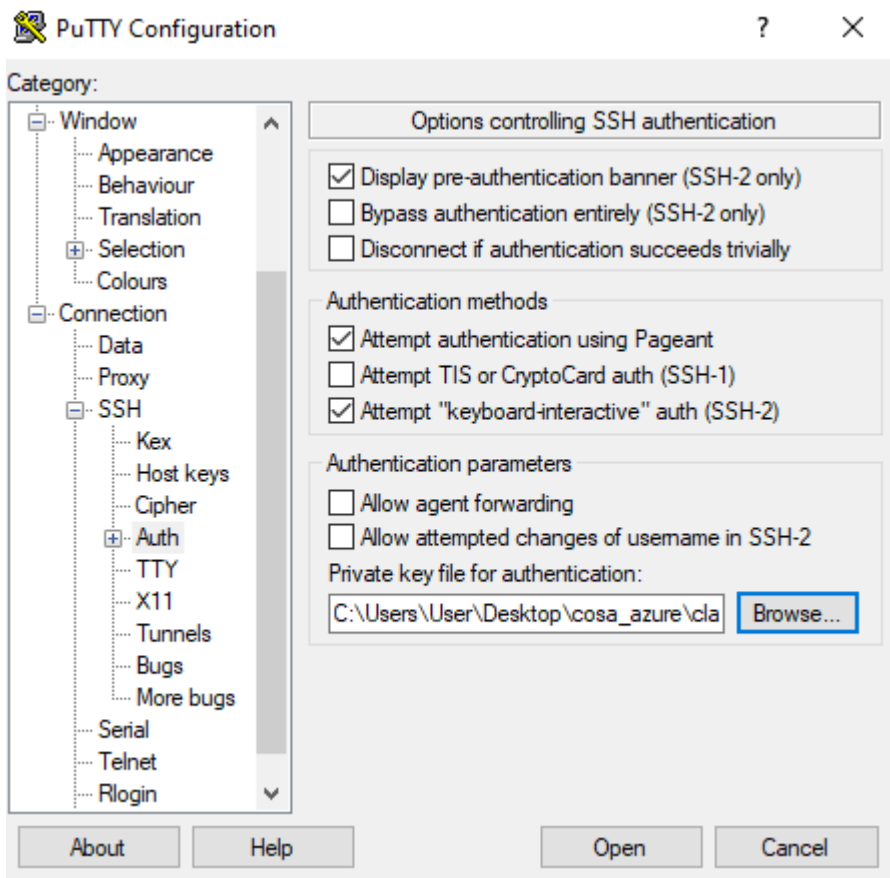 PuTTY Configuration
?
Category:
Window
Appearance
Behaviour
Translation
Selection
Colours
Connection
Data
Proxy
SSH
Kex
Host keys
Cipher
Auth
TTY
X11
Tunnels
Bugs
More bugs
Serial
Telnet
Rlogin
Options controlling SSH authentication
Display pre-authentication banner (SSH-2 only)
Bypass authentication entirely (SSH-2 only)
Disconnect if authentication succeeds trivially
Authentication methods
Attempt authentication using Pageant
Attempt TIS or CryptoCard auth (SSH-1)
Attempt "keyboard-interactive" auth (SSH-2)
Authentication parameters
Allow agent forwarding
Allow attempted changes of username in SSH-2
Private key file for authentication:
C:\Users\User\Desktop\cosa_azure\cla
Browse...
About
Help
Open
Cancel